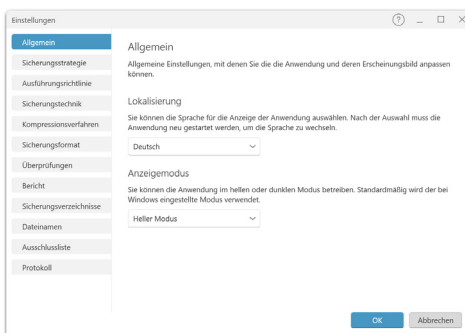 Einstellungen
Allgemein
Sicherungsstrategie
Ausführungsrichtlinie
Sicherungstechnik
Kompressionsverfahren
Sicherungsformat
Überprüfungen
Bericht
Sicherungsverzeichnisse
Dateinamen
Ausschlussliste
Protokoll
Allgemein
Allgemeine Einstellungen, mit denen Sie die die Anwendung und deren Erscheinungsbild anpassen
können.
Lokalisierung
Sie können die Sprache für die Anzeige der Anwendung auswählen. Nach der Auswahl muss die
Anwendung neu gestartet werden, um die Sprache zu wechseln.
Deutsch
Anzeigemodus
Sie können die Anwendung im hellen oder dunklen Modus betreiben. Standardmäßig wird der bei
Windows eingestellte Modus verwendet.
Heller Modus
OK
Abbrechen